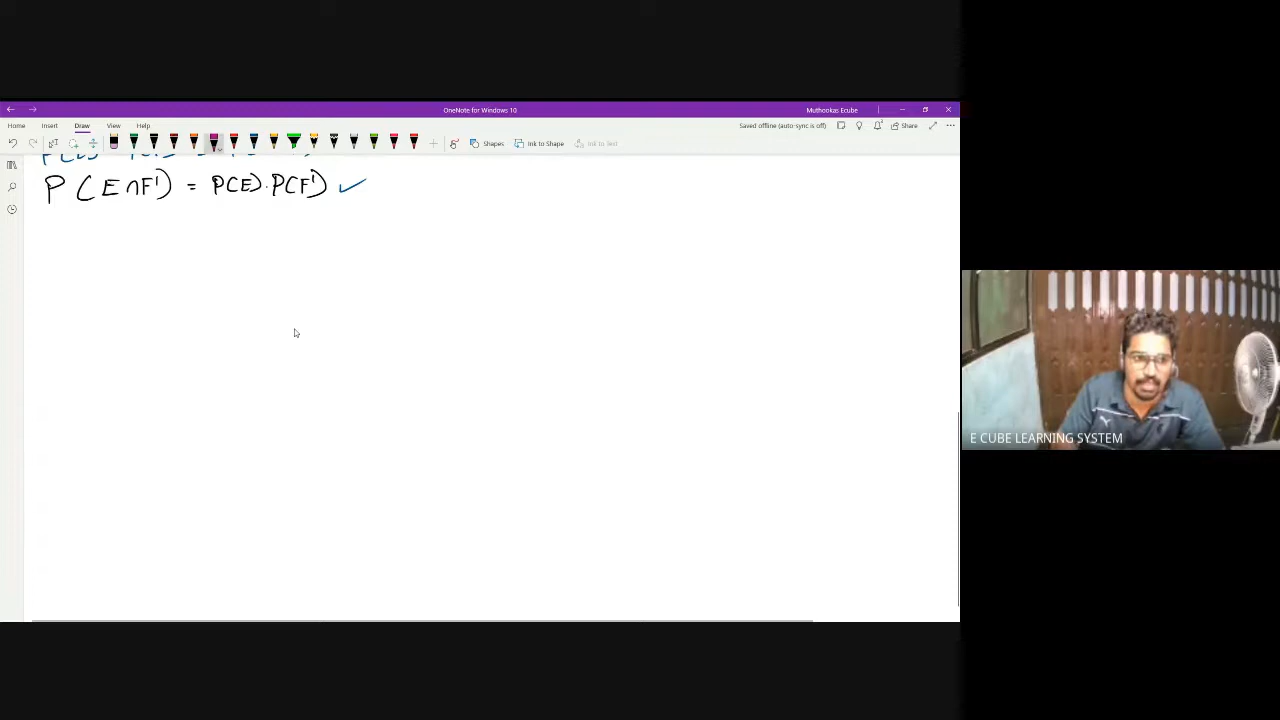 OneNote for Windows 10
Muthookas Ecube
Home Insert Draw View Help
Saved offline (auto-sync is off) Share
Shapes Ink to Shape Ink to Text
P(E∩F') = P(E).P(F') ✓
E CUBE LEARNING SYSTEM